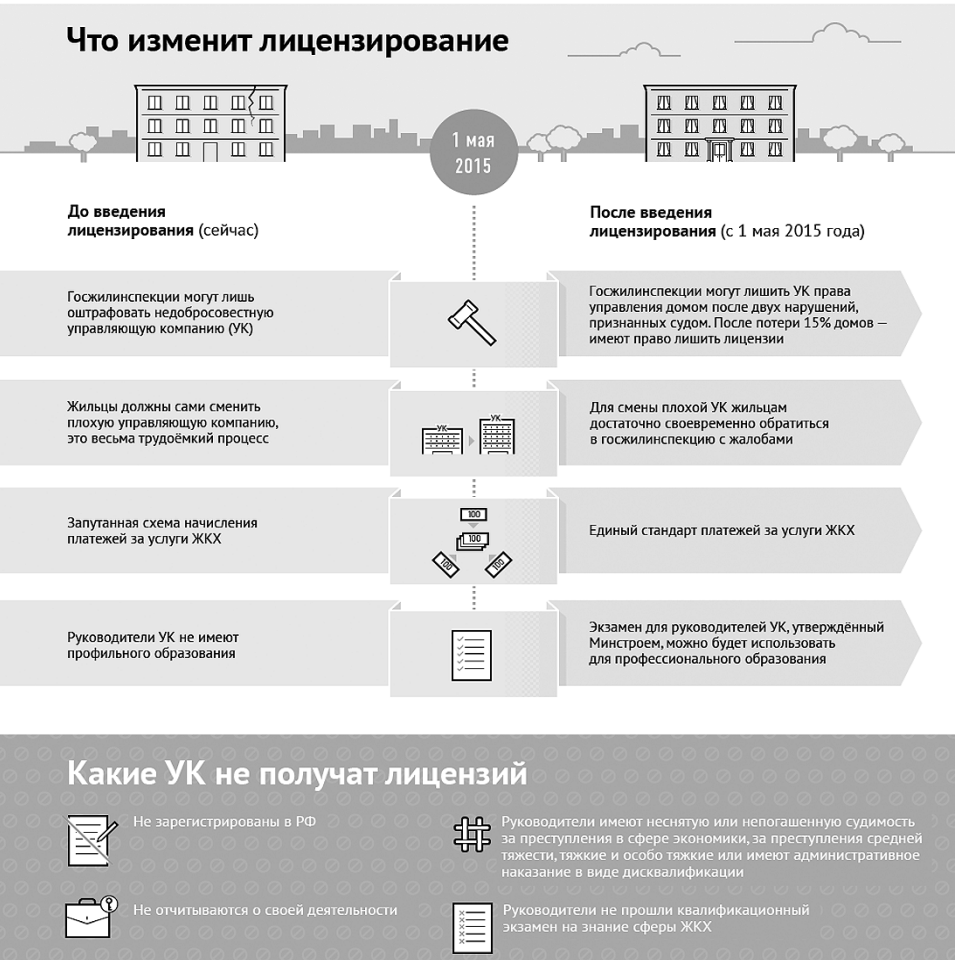 Что изменит лицензирование
1 мая
2015
До введения
лицензирования (сейчас)
После введения
лицензирования (с 1 мая 2015 года)
Госжилинспекции могут лишь
оштрафовать недобросовестную
управляющую компанию (УК)
Госжилинспекции могут лишить УК права
управления домом после двух нарушений,
признанных судом. После потери 15% домов —
имеют право лишить лицензии
Жильцы должны сами сменить
плохую управляющую компанию,
это весьма трудоёмкий процесс
УК
УК
Для смены плохой УК жильцам
достаточно своевременно обратиться
в госжилинспекцию с жалобами
Запутанная схема начисления
платежей за услуги ЖКХ
100
100
100
100
Единый стандарт платежей за услуги ЖКХ
Руководители УК не имеют
профильного образования
Экзамен для руководителей УК, утверждённый
Минстроем, можно будет использовать
для профессионального образования
Какие УК не получат лицензий
Не зарегистрированы в РФ
Руководители имеют неснятую или непогашенную судимость
за преступления в сфере экономики, за преступления средней
тяжести, тяжкие и особо тяжкие или имеют административное
наказание в виде дисквалификации
Не отчитываются о своей деятельности
Руководители не прошли квалификационный
экзамен на знание сферы ЖКХ